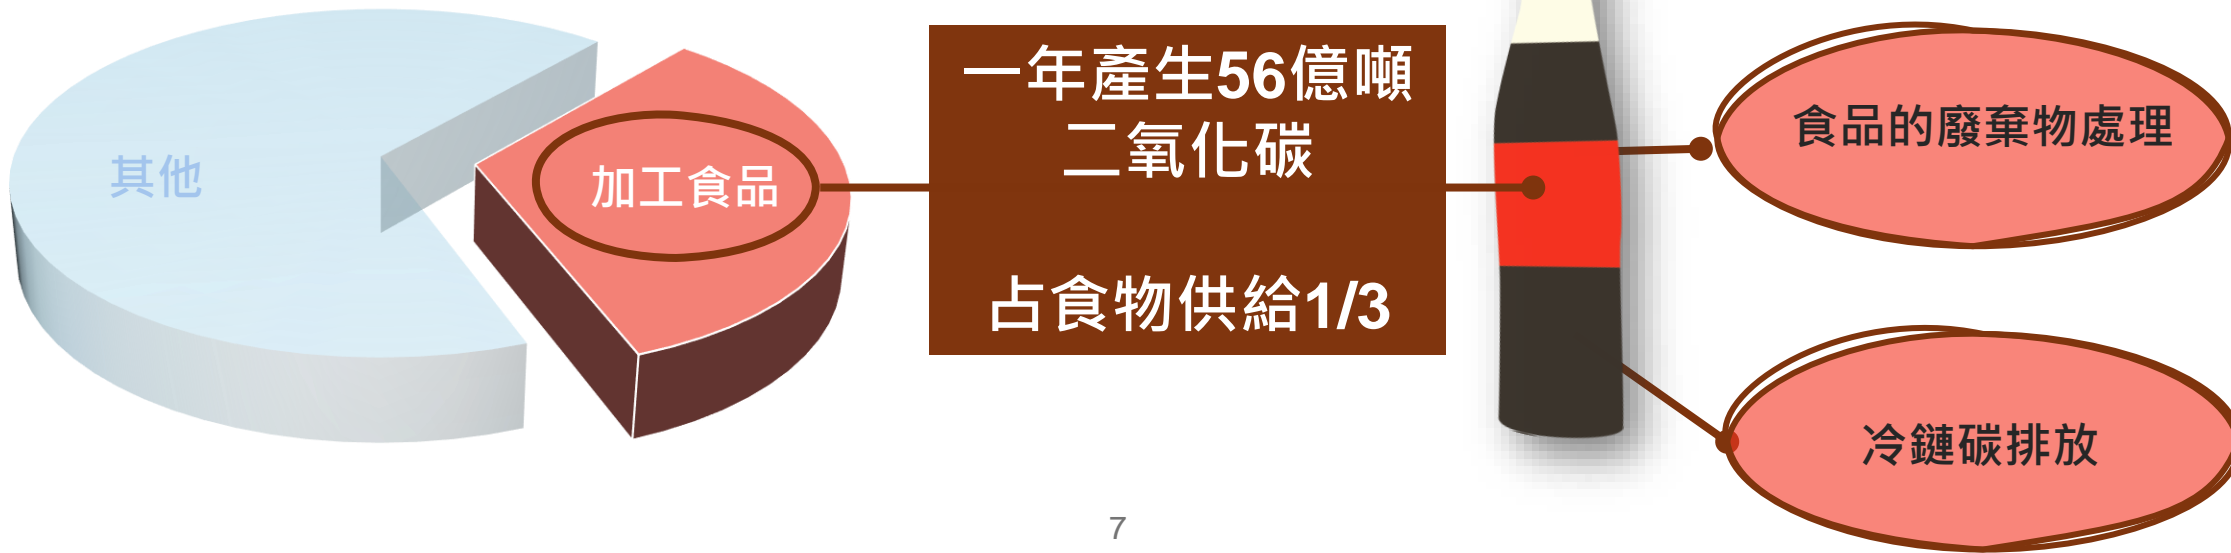 其他
加工食品
一年產生56億噸
二氧化碳
占食物供給1/3
食品的廢棄物處理
冷鏈碳排放
7